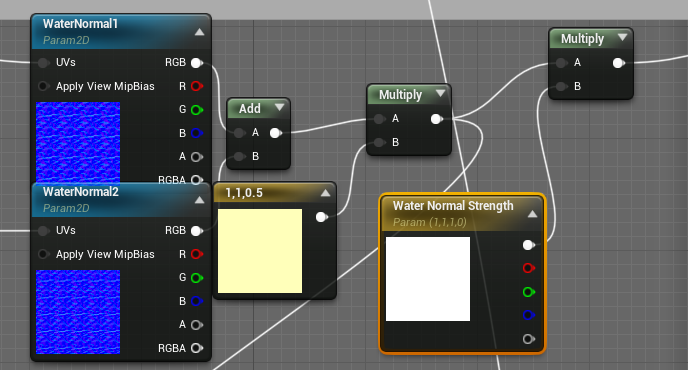 WaterNormal1
Param2D
UVs
RGB
Apply View MipBias
R
G
B
A
RGBA
WaterNormal2
Param2D
UVs
RGB
Apply View MipBias
R
G
B
A
RGBA
Add
A
B
1,1,0.5
Multiply
A
B
Water Normal Strength
Param (1,1,1,0)
Multiply
A
B